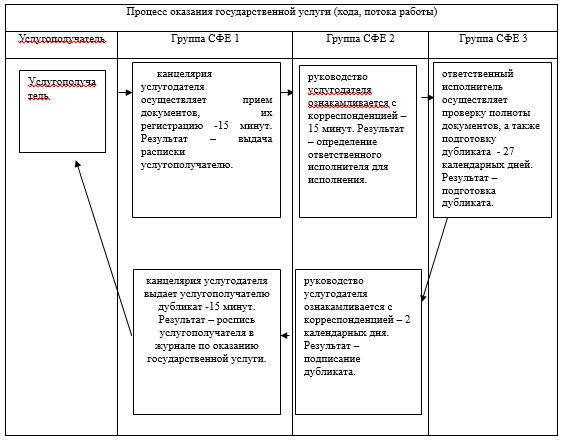 Процесс оказания государственной услуги (хода, потока работы)
Услугополучатель
Группа СФЕ 1
Группа СФЕ 2
Группа СФЕ 3
Услугополуча
тель
канцелярия
услугодателя
осуществляет прием
документов, их
регистрацию -15 минут.
Результат – выдача
расписки
услугополучателю.
руководство
услугодателя
ознакамливается с
корреспонденцией –
15 минут. Результат
– определение
ответственного
исполнителя для
исполнения.
ответственный
исполнитель
осуществляет
проверку полноты
документов, а также
подготовку
дубликата - 27
календарных дней.
Результат –
подготовка
дубликата.
канцелярия услугодателя
выдает услугополучателю
дубликат -15 минут.
Результат – роспись
услугополучателя в
журнале по оказанию
государственной услуги.
руководство
услугодателя
ознакамливается с
корреспонденцией – 2
календарных дня.
Результат –
подписание
дубликата.